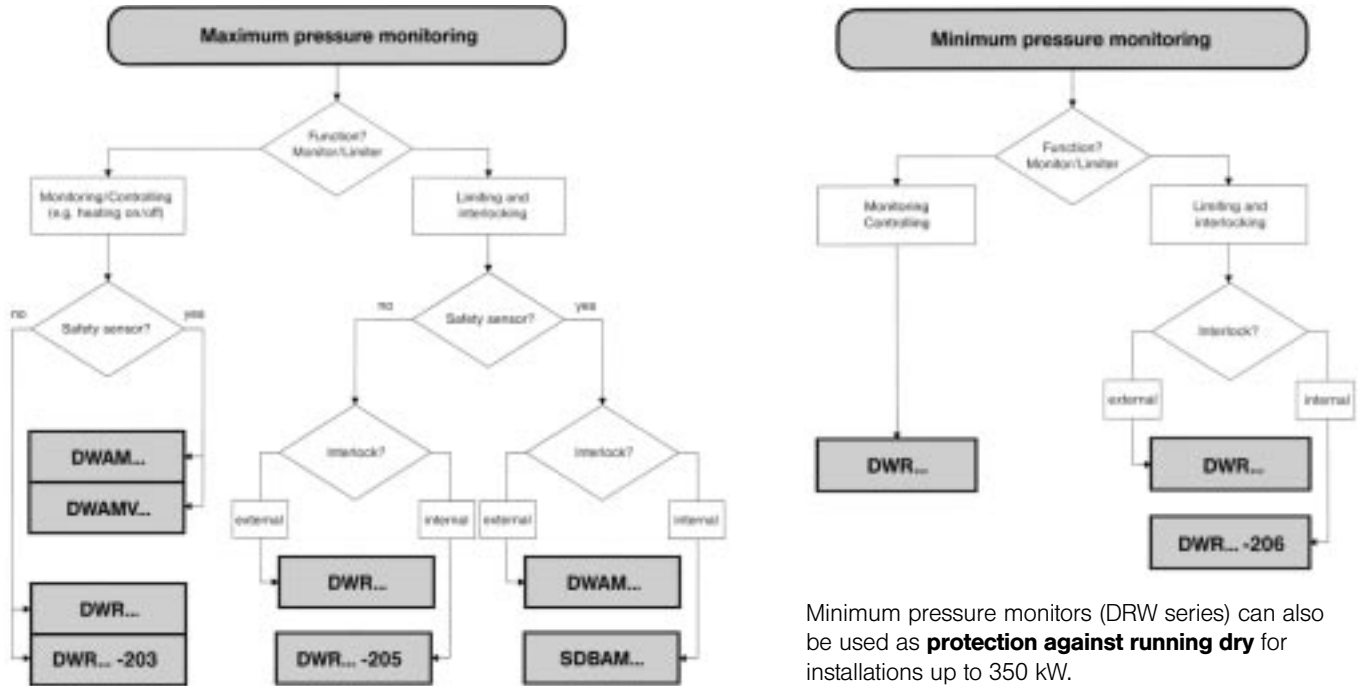 Maximum pressure monitoring
Function?
Monitor/Limiter
Monitoring/Controlling
(e.g. heating on/off)
Limiting and
interlocking
no
Safety sensor?
yes
no
Safety sensor?
yes
DWAM...
DWAMV...
Interlock?
Interlock?
external
internal
external
internal
DWR...
DWR... -203
DWR...
DWR... -205
DWAM...
SDBAM...
Minimum pressure monitoring
Function?
Monitor/Limiter
Monitoring
Controlling
Limiting and
interlocking
Interlock?
external
internal
DWR...
DWR...
DWR... -206
Minimum pressure monitors (DRW series) can also
be used as protection against running dry for
installations up to 350 kW.